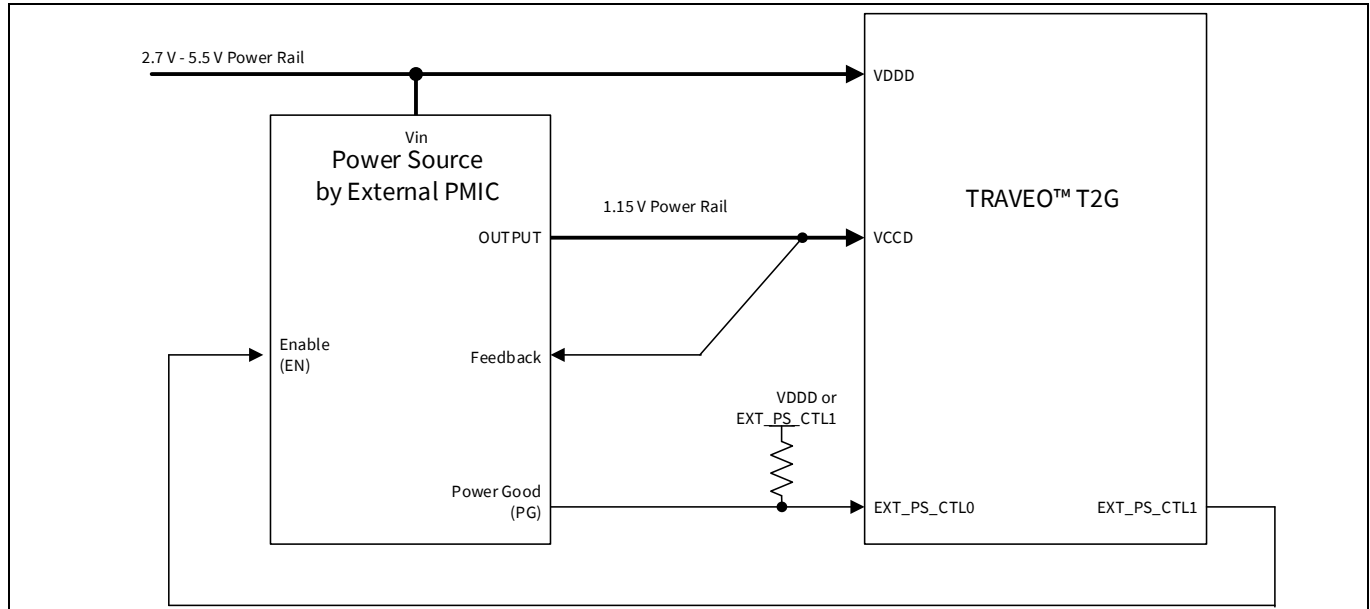 2.7 V - 5.5 V Power Rail
VDDD
Vin
Power Source
by External PMIC
TRAVEO™ T2G
1.15 V Power Rail
OUTPUT
VCCD
Enable
(EN)
Feedback
VDDD or
EXT_PS_CTL1
Power Good
(PG)
EXT_PS_CTL0
EXT_PS_CTL1